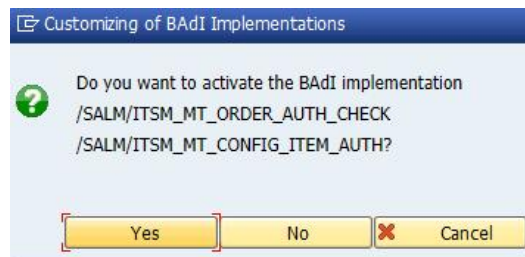 Customizing of BAdI Implementations
Do you want to activate the BAdI implementation
/SALM/ITSM_MT_ORDER_AUTH_CHECK
/SALM/ITSM_MT_CONFIG_ITEM_AUTH?
Yes No Cancel